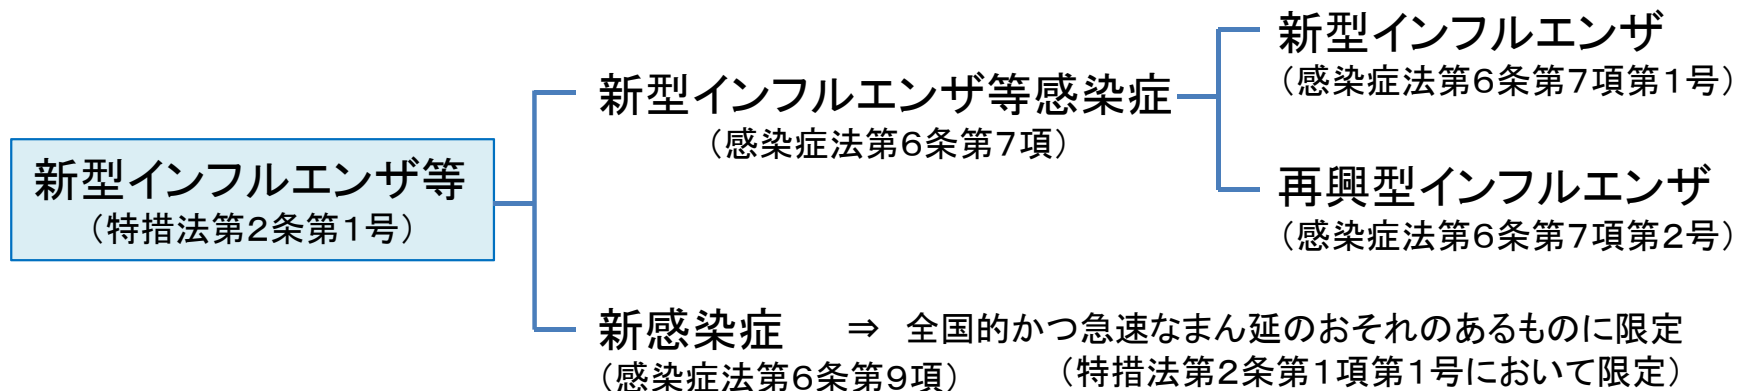 新型インフルエンザ等
（特措法第２条第１号）
新型インフルエンザ等感染症
（感染症法第６条第７項）
新型インフルエンザ
（感染症法第６条第７項第１号）
再興型インフルエンザ
（感染症法第６条第７項第２号）
新感染症　⇒　全国的かつ急速なまん延のおそれのあるものに限定
（感染症法第６条第９項）　（特措法第２条第１項第１号において限定）